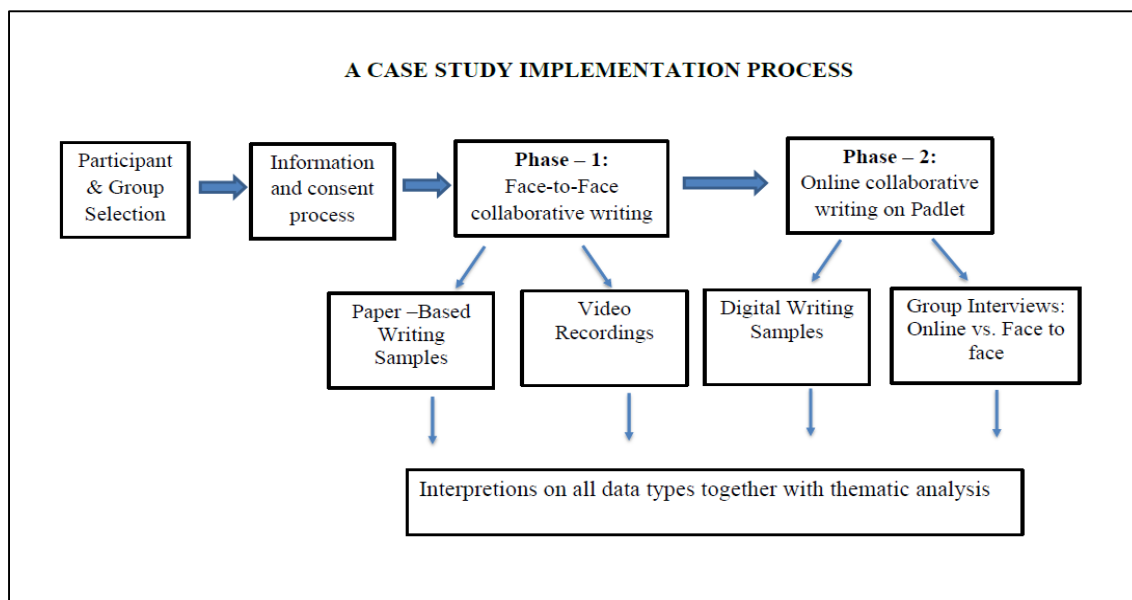 A CASE STUDY IMPLEMENTATION PROCESS
Participant
& Group
Selection
Information
and consent
process
Phase – 1:
Face-to-Face
collaborative writing
Phase – 2:
Online collaborative
writing on Padlet
Paper –Based
Writing
Samples
Video
Recordings
Digital Writing
Samples
Group Interviews:
Online vs. Face to
face
Interpretions on all data types together with thematic analysis